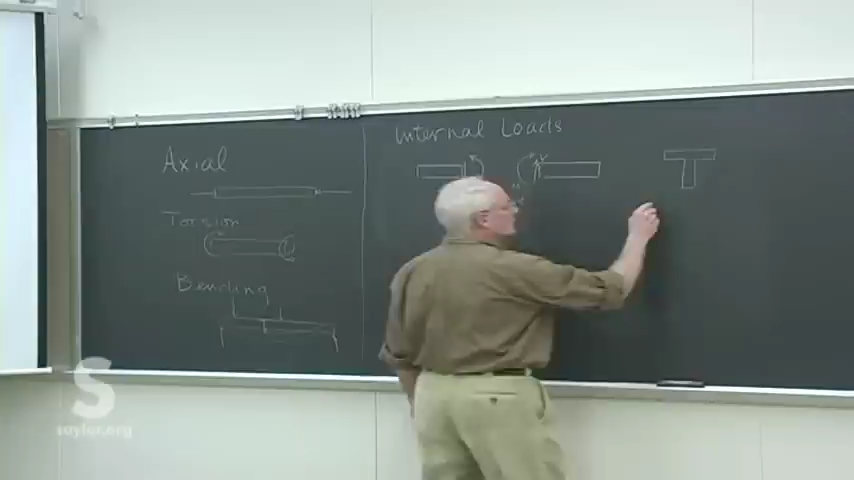 Axial
Torsion
Bending
Internal Loads
V
S
saylor.org